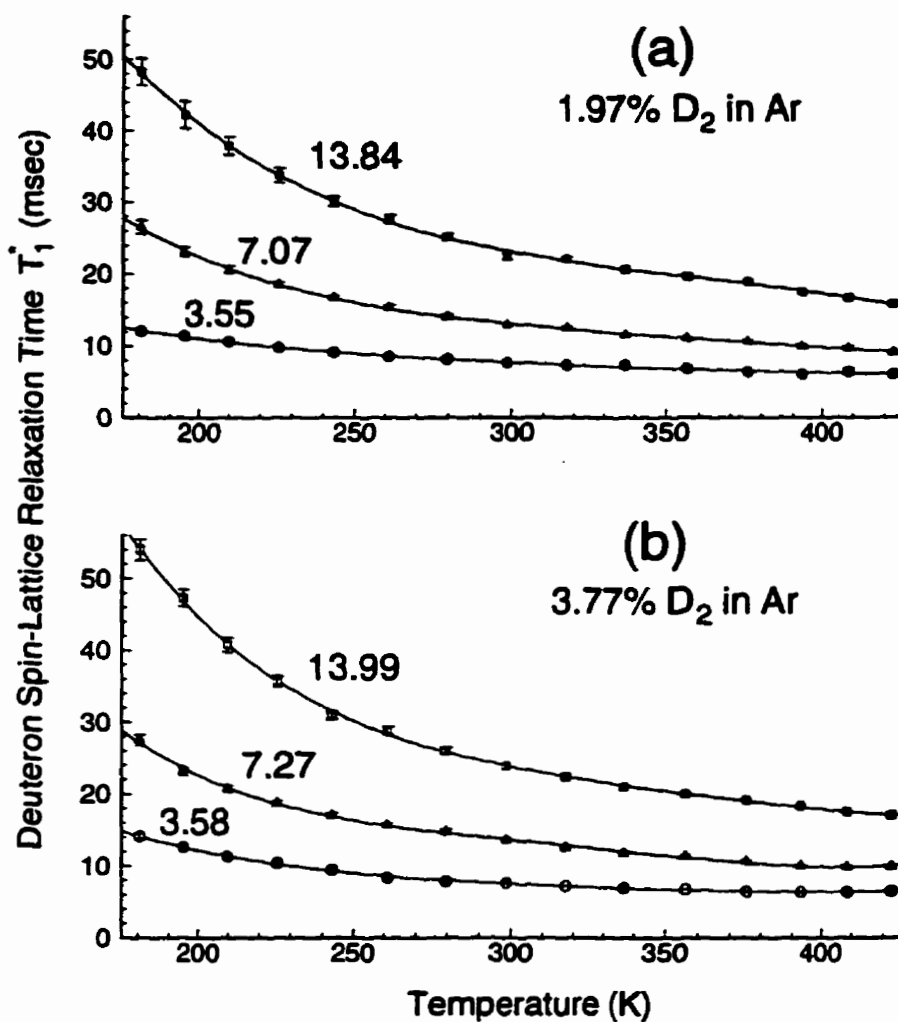 Deuteron Spin-Lattice Relaxation Time T₁* (msec)
(a)
1.97% D₂ in Ar
50
40
30
20
10
0
13.84
7.07
3.55
200 250 300 350 400
(b)
3.77% D₂ in Ar
50
40
30
20
10
0
13.99
7.27
3.58
200 250 300 350 400
Temperature (K)